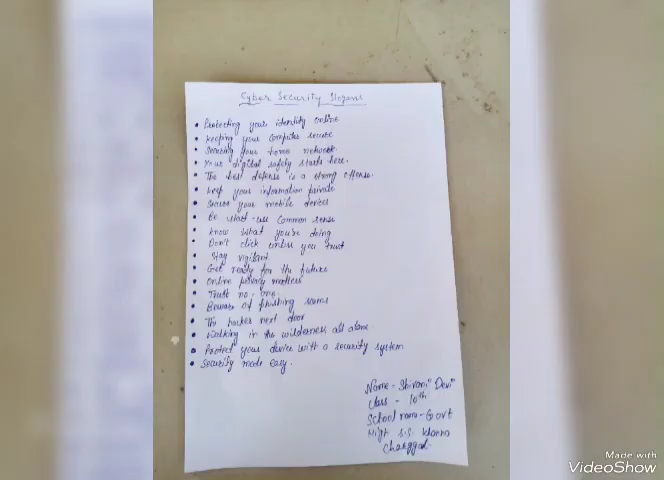 Cyber Security Slogans
• Protecting your identity online
• Keeping your computer secure
• Securing your home network.
• Your digital safety starts here.
• The best defense is a strong offense.
• Keep your information private
• Secure your mobile devices
• Be smart - use Common sense
• Know what you're doing
• Don't click unless you trust
• Stay vigilant.
• Get ready for the future
• Online privacy matters
• Trust no-one
• Beware of phishing scams
• The hacker next door
• Walking in the wilderness all alone
• Protect your device with a security system
• Security made easy.
Name - Shivani "Devi"
Class - 10th
School name - Govt
High S.S.
Made with
VideoShow